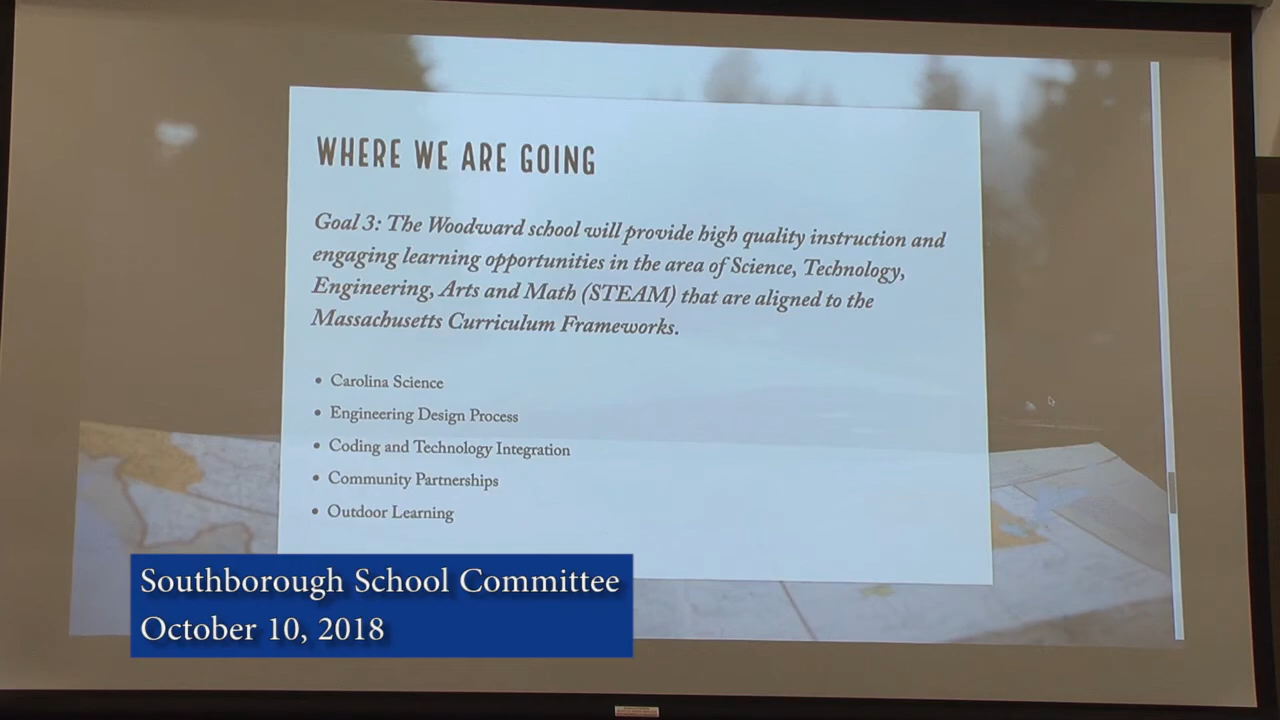 WHERE WE ARE GOING
Goal 3: The Woodward school will provide high quality instruction and
engaging learning opportunities in the area of Science, Technology,
Engineering, Arts and Math (STEAM) that are aligned to the
Massachusetts Curriculum Frameworks.
• Carolina Science
• Engineering Design Process
• Coding and Technology Integration
• Community Partnerships
• Outdoor Learning
Southborough School Committee
October 10, 2018